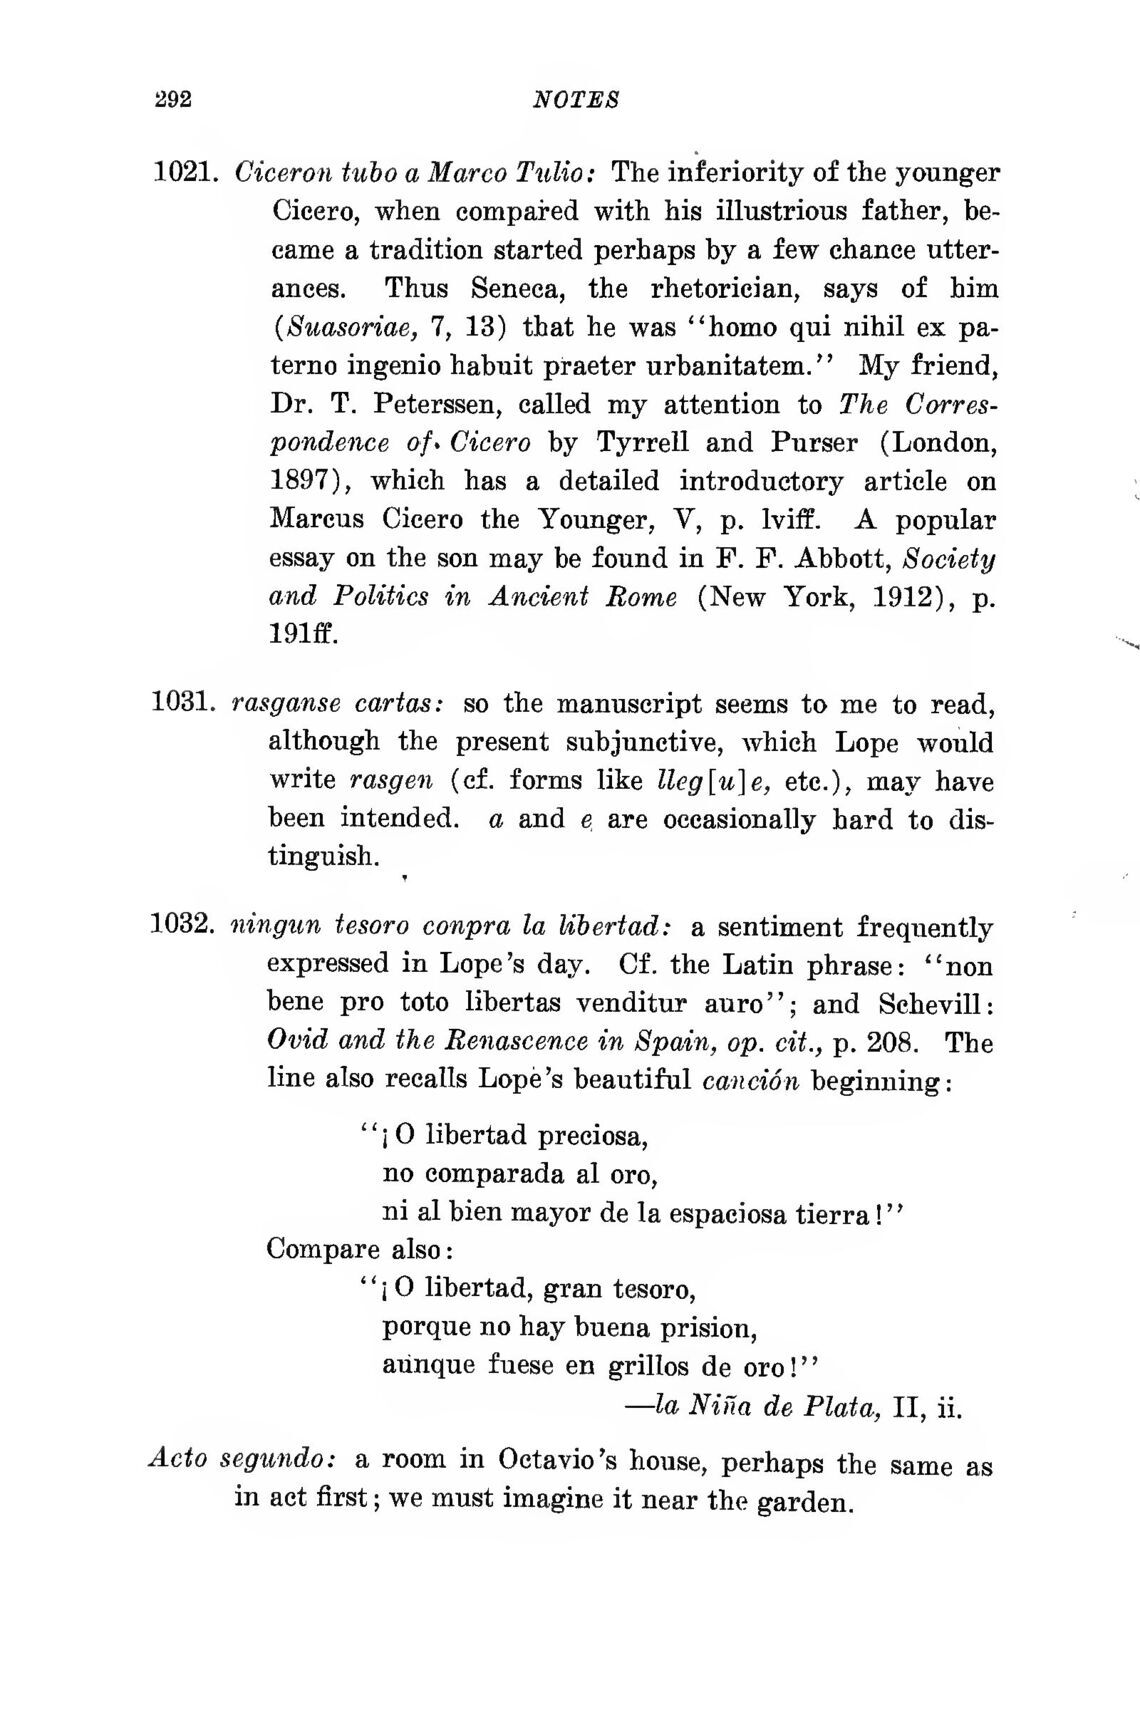 292 NOTES
1021. Ciceron tubo a Marco Tulio: The inferiority of the younger
Cicero, when compared with his illustrious father, be-
came a tradition started perhaps by a few chance utter-
ances. Thus Seneca, the rhetorician, says of him
(Suasoriae, 7, 13) that he was ‘‘homo qui nihil ex pa-
terno ingenio habuit praeter urbanitatem.’’ My friend,
Dr. T. Peterssen, called my attention to The Corres-
pondence of Cicero by Tyrrell and Purser (London,
1897), which has a detailed introductory article on
Marcus Cicero the Younger, V, p. lviff. A popular
essay on the son may be found in F. F. Abbott, Society
and Politics in Ancient Rome (New York, 1912), p.
191ff.
1031. rasganse cartas: so the manuscript seems to me to read,
although the present subjunctive, which Lope would
write rasgen (cf. forms like lleg[u]e, etc.), may have
been intended. a and e are occasionally hard to dis-
tinguish.
1032. ningun tesoro conpra la libertad: a sentiment frequently
expressed in Lope’s day. Cf. the Latin phrase: ‘‘non
bene pro toto libertas venditur auro’’; and Schevill:
Ovid and the Renascence in Spain, op. cit., p. 208. The
line also recalls Lope’s beautiful canción beginning:
‘‘¡O libertad preciosa,
no comparada al oro,
ni al bien mayor de la espaciosa tierra!’’
Compare also:
‘‘¡O libertad, gran tesoro,
porque no hay buena prision,
aunque fuese en grillos de oro!’’
—la Niña de Plata, II, ii.
Acto segundo: a room in Octavio’s house, perhaps the same as
in act first; we must imagine it near the garden.